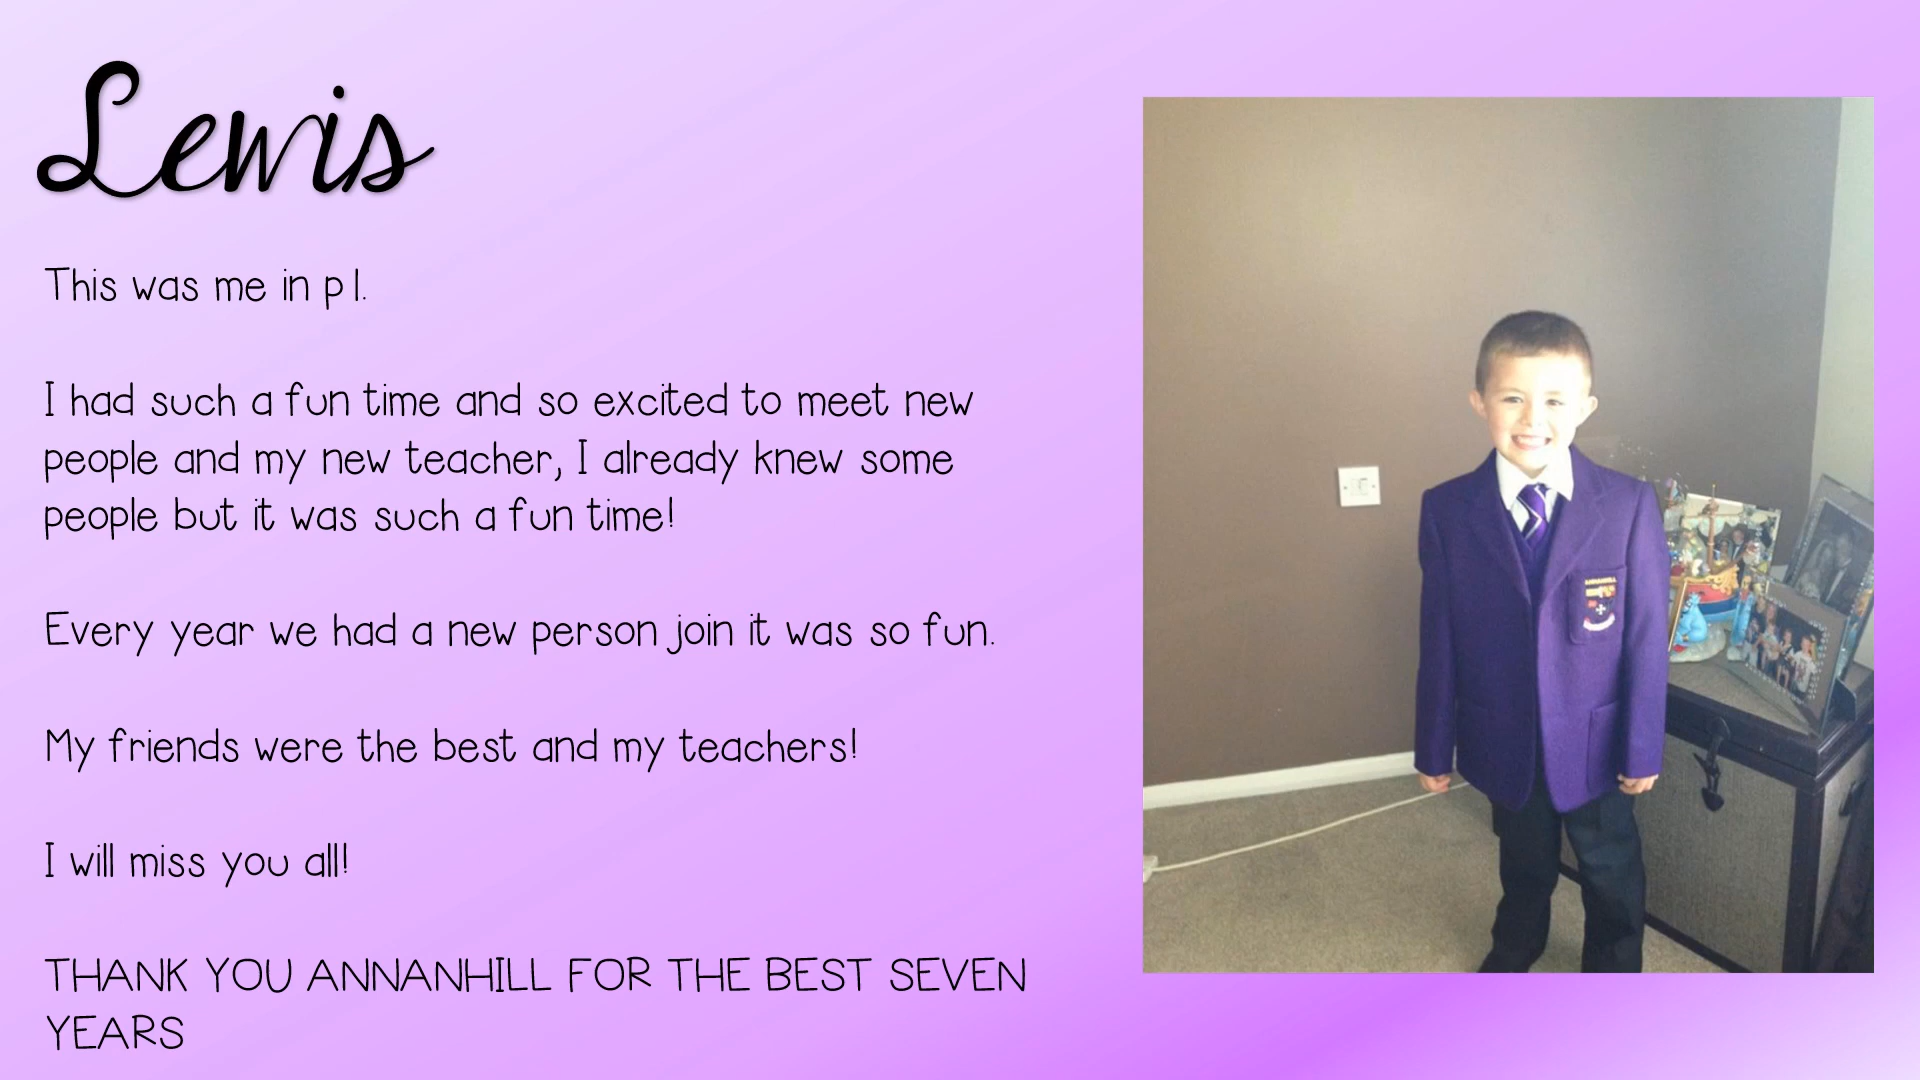 Lewis
This was me in p1.
I had such a fun time and so excited to meet new
people and my new teacher, I already knew some
people but it was such a fun time!
Every year we had a new person join it was so fun.
My friends were the best and my teachers!
I will miss you all!
THANK YOU ANNANHILL FOR THE BEST SEVEN
YEARS
ANNANHILL